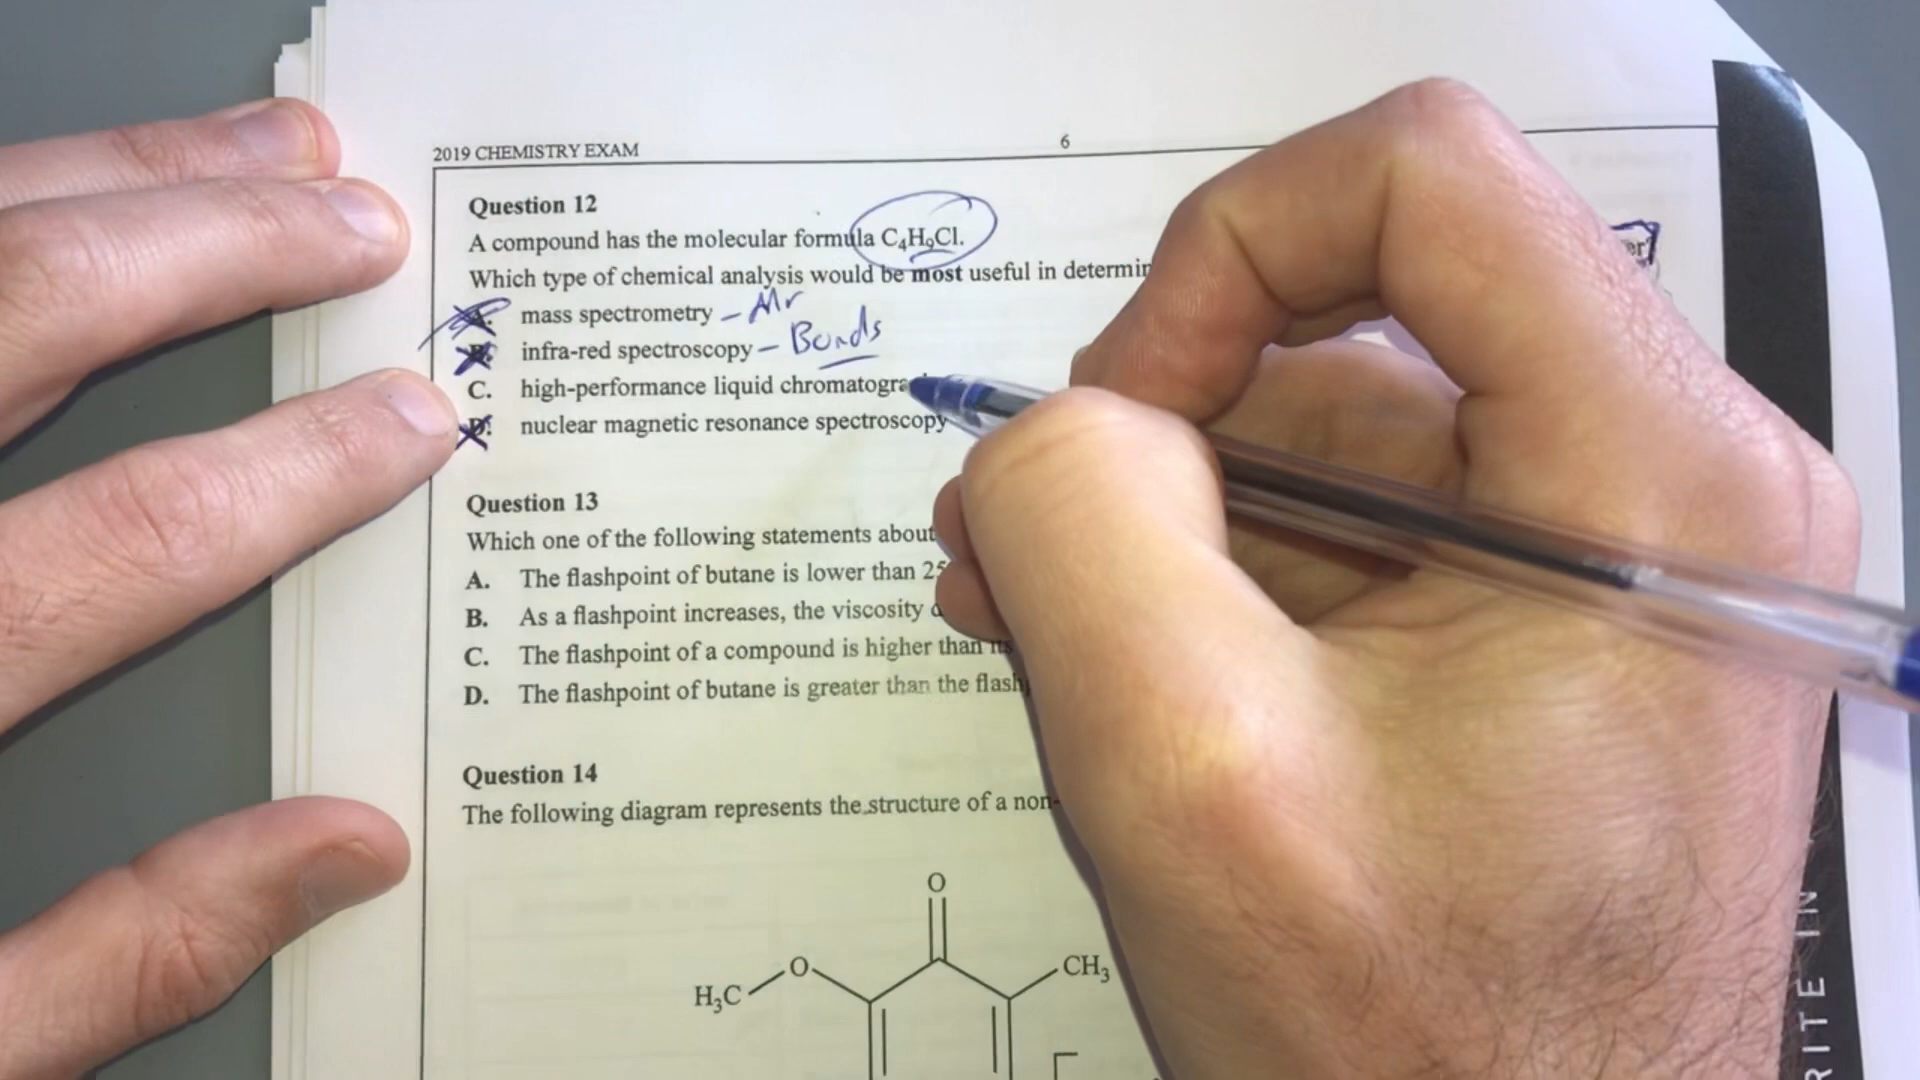 2019 CHEMISTRY EXAM
6
Question 12
A compound has the molecular formula C₄H₉Cl.
Which type of chemical analysis would be most useful in
er?
A. mass spectrometry – Mr
B. infra-red spectroscopy – Bonds
C. high-performance liquid
D. nuclear magnetic resonance spectroscopy
Question 13
Which one of the following statements about
A. The flashpoint of butane is lower than
B. As a flashpoint increases, the viscosity
C. The flashpoint of a compound is higher than its
D. The flashpoint of butane is greater than the
Question 14
The following diagram represents the structure of a non-
O
O
CH₃
H₃C
RITE IN